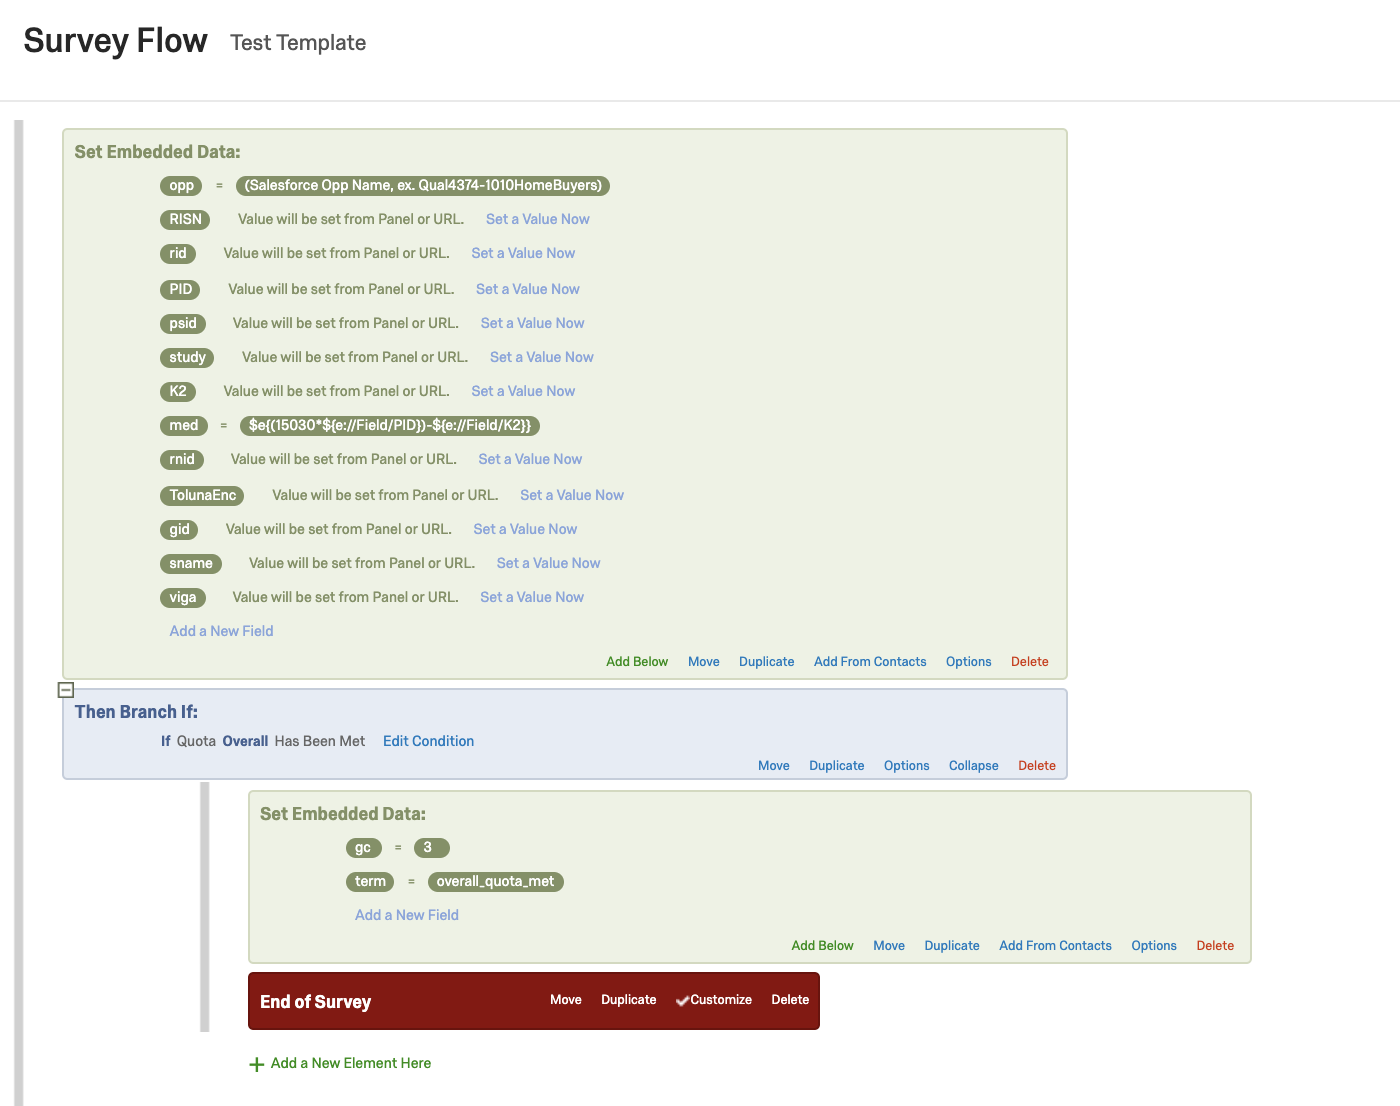 Survey Flow Test Template
Set Embedded Data:
opp = (Salesforce Opp Name, ex. Qual4374-1010HomeBuyers)
RISN Value will be set from Panel or URL. Set a Value Now
rid Value will be set from Panel or URL. Set a Value Now
PID Value will be set from Panel or URL. Set a Value Now
psid Value will be set from Panel or URL. Set a Value Now
study Value will be set from Panel or URL. Set a Value Now
K2 Value will be set from Panel or URL. Set a Value Now
med = $e{(15030*${e://Field/PID})-${e://Field/K2}}
rnid Value will be set from Panel or URL. Set a Value Now
TolunaEnc Value will be set from Panel or URL. Set a Value Now
gid Value will be set from Panel or URL. Set a Value Now
sname Value will be set from Panel or URL. Set a Value Now
viga Value will be set from Panel or URL. Set a Value Now
Add a New Field
Add Below Move Duplicate Add From Contacts Options Delete
Then Branch If:
If Quota Overall Has Been Met Edit Condition
Move Duplicate Options Collapse Delete
Set Embedded Data:
gc = 3
term = overall_quota_met
Add a New Field
Add Below Move Duplicate Add From Contacts Options Delete
End of Survey Move Duplicate Customize Delete
Add a New Element Here